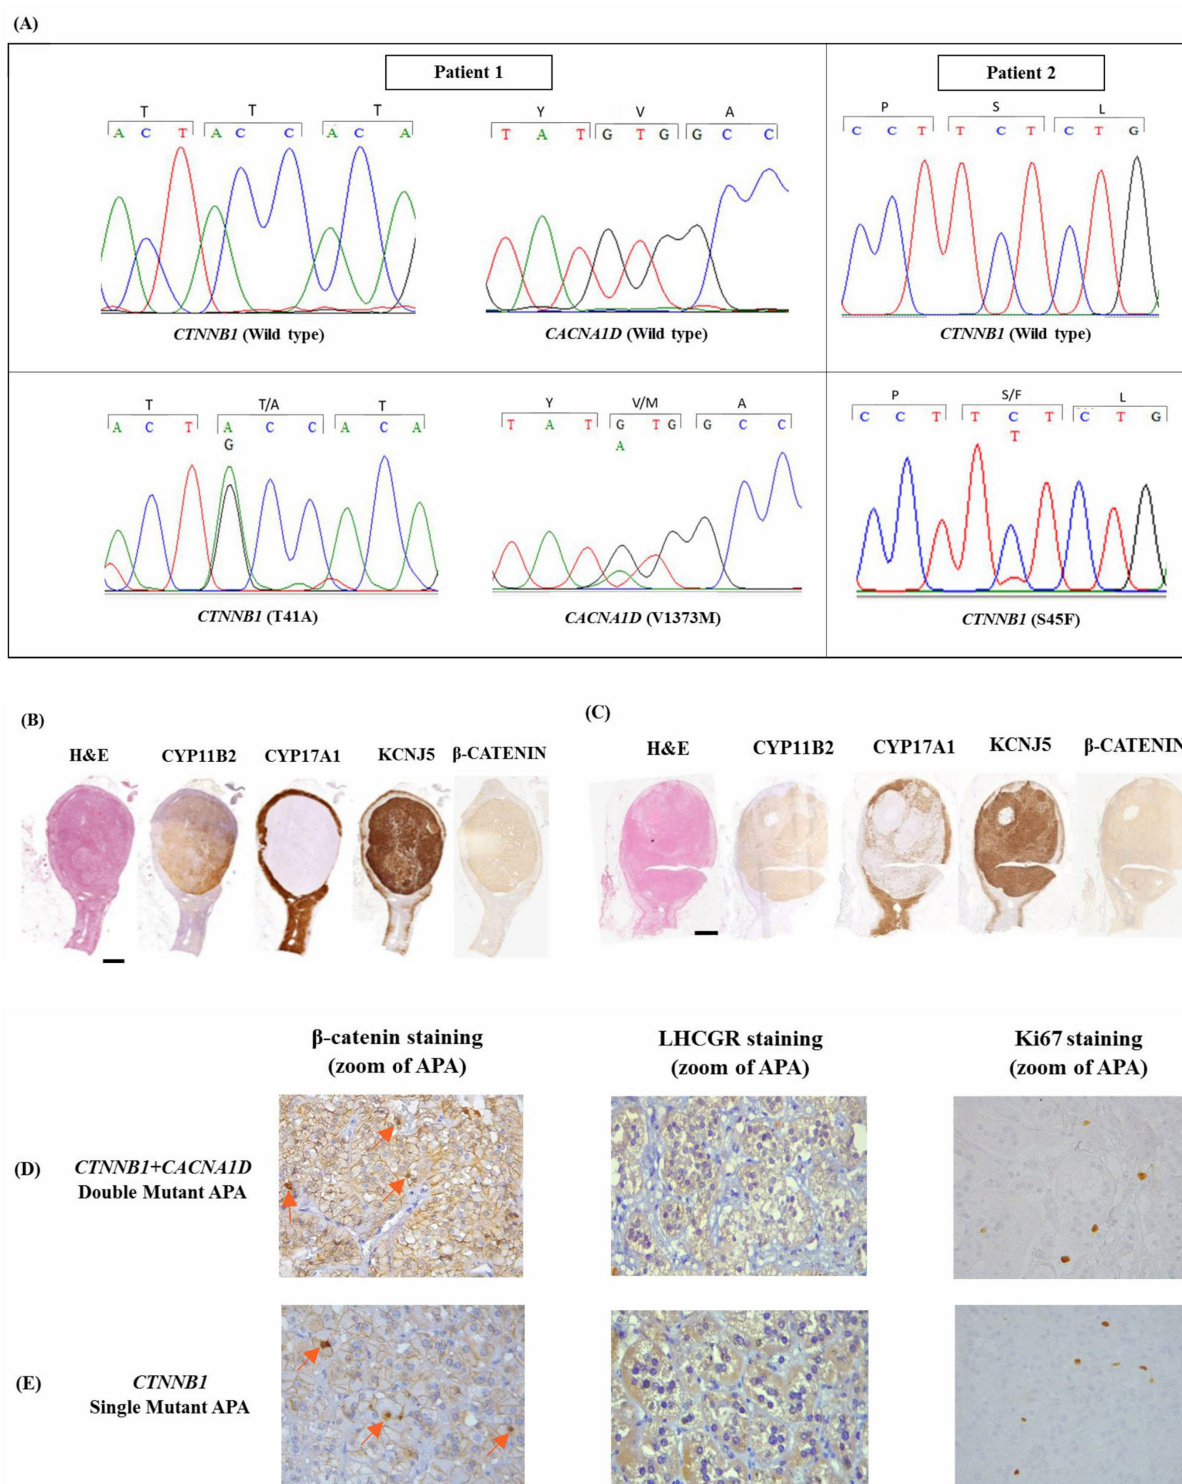 (A)
Patient 1
Patient 2
T T T
A C T A C C A C A
Y V A
T A T G T G G C C
P S L
C C T T C T C T G
CTNNB1 (Wild type)
CACNA1D (Wild type)
CTNNB1 (Wild type)
T T/A T
A C T A C C A C A
G
Y V/M A
T A T G T G G C C
A
P S/F L
C C T T C T C T G
T
CTNNB1 (T41A)
CACNA1D (V1373M)
CTNNB1 (S45F)
(B)
H&E CYP11B2 CYP17A1 KCNJ5 β-CATENIN
(C)
H&E CYP11B2 CYP17A1 KCNJ5 β-CATENIN
β-catenin staining
(zoom of APA)
LHCGR staining
(zoom of APA)
Ki67 staining
(zoom of APA)
(D)
CTNNB1+CACNA1D
Double Mutant APA
(E)
CTNNB1
Single Mutant APA